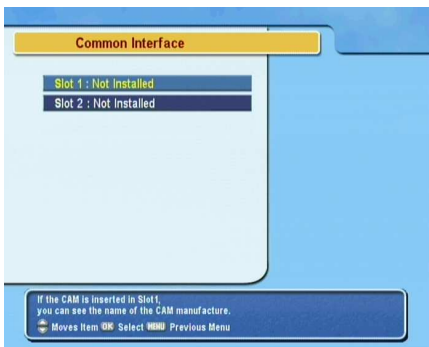 Common Interface
Slot 1 : Not Installed
Slot 2 : Not Installed
If the CAM is inserted in Slot1,
you can see the name of the CAM manufacture.
Moves Item OK Select MENU Previous Menu